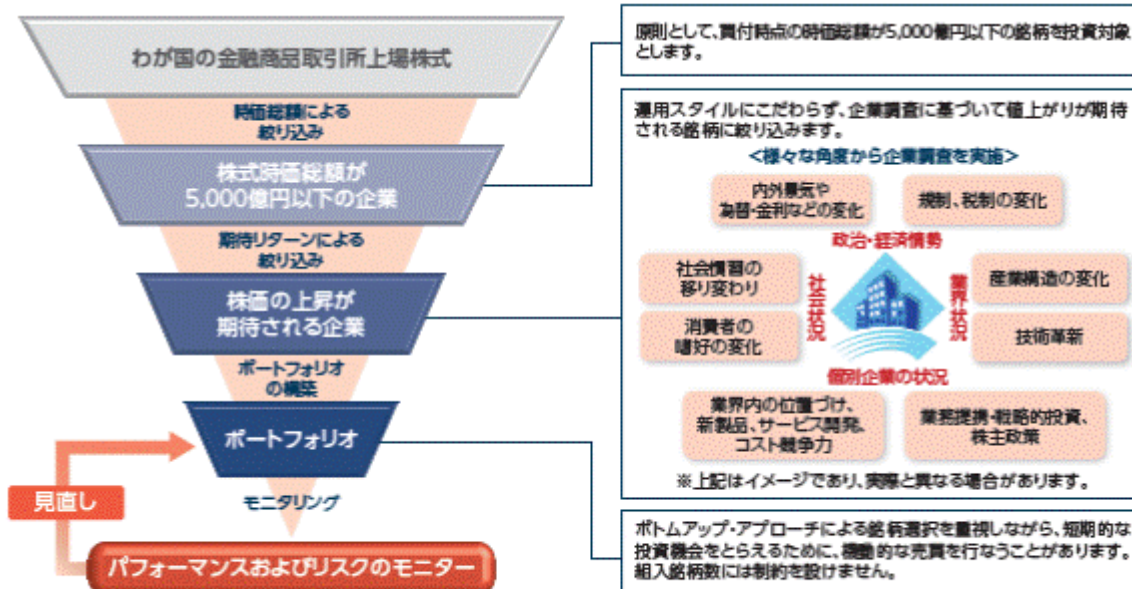 わが国の金融商品取引所上場株式
時価総額による
絞り込み
株式時価総額が
5,000億円以下の企業
期待リターンによる
絞り込み
株価の上昇が
期待される企業
ポートフォリオ
の構築
ポートフォリオ
見直し
モニタリング
パフォーマンスおよびリスクのモニター
原則として、買付時点の時価総額が5,000億円以下の銘柄を投資対象
とします。
運用スタイルにこだわらず、企業調査に基づいて値上がりが期待
される銘柄に絞り込みます。
<様々な角度から企業調査を実施>
内外景気や
為替・金利などの変化
規制、税制の変化
政治・経済情勢
社会慣習の
移り変わり
消費者の
嗜好の変化
社会状況
業界状況
産業構造の変化
技術革新
個別企業の状況
業界内の位置づけ、
新製品、サービス開発、
コスト競争力
業務提携・戦略的投資、
株主政策
※上記はイメージであり、実際と異なる場合があります。
ボトムアップ・アプローチによる銘柄選択を重視しながら、短期的な
投資機会をとらえるために、機動的な売買を行なうことがあります。
組入銘柄数には制約を設けません。